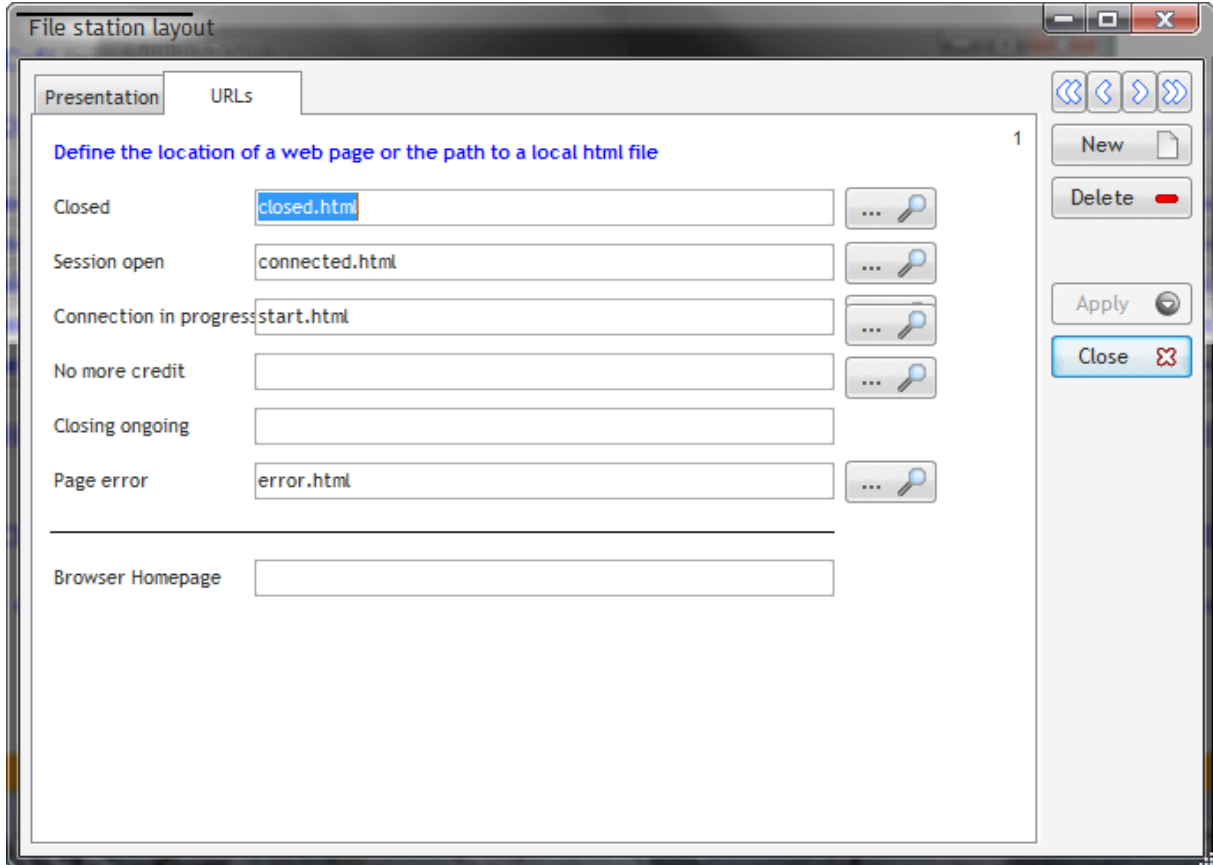 File station layout
Presentation
URLs
1
Define the location of a web page or the path to a local html file
Closed
closed.html
...
Session open
connected.html
...
Connection in progress
start.html
...
No more credit
...
Closing ongoing
Page error
error.html
...
Browser Homepage
New
Delete
Apply
Close